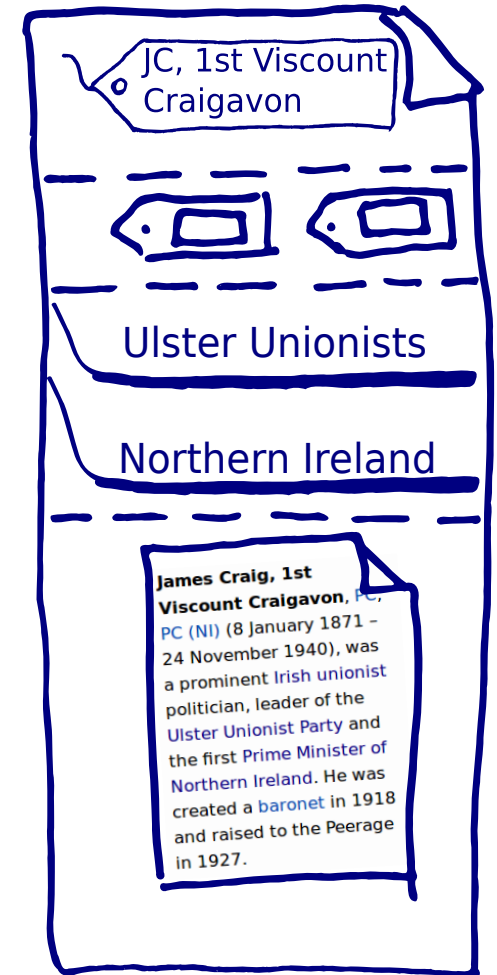 JC, 1st Viscount
Craigavon
Ulster Unionists
Northern Ireland
James Craig, 1st
Viscount Craigavon, PC,
PC (NI) (8 January 1871 –
24 November 1940), was
a prominent Irish unionist
politician, leader of the
Ulster Unionist Party and
the first Prime Minister of
Northern Ireland. He was
created a baronet in 1918
and raised to the Peerage
in 1927.